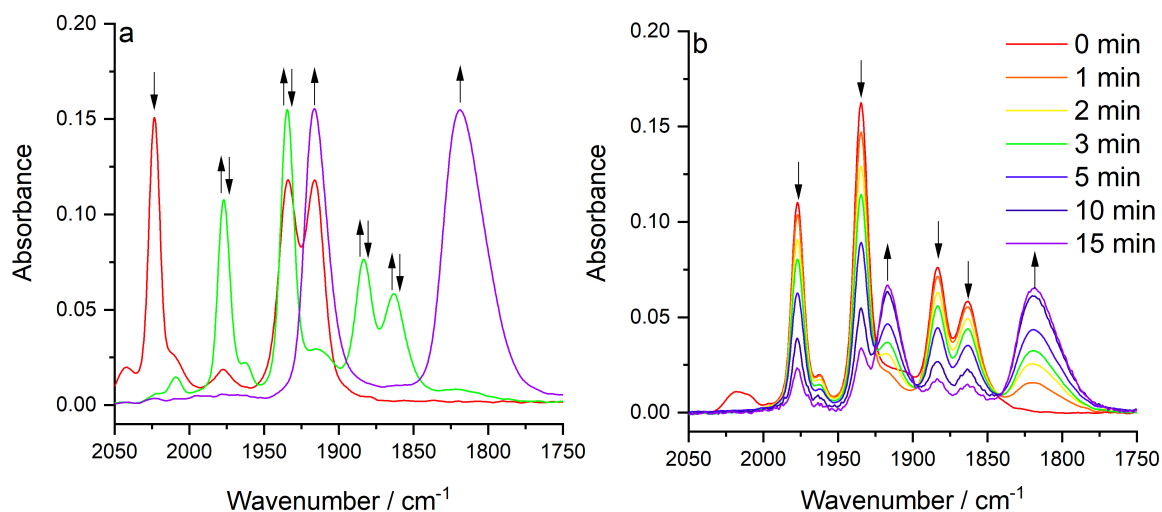 a
0.20
0.15
0.10
0.05
0.00
Absorbance
2050 2000 1950 1900 1850 1800 1750
Wavenumber / cm-1
b
0.20
0.15
0.10
0.05
0.00
Absorbance
2050 2000 1950 1900 1850 1800 1750
Wavenumber / cm-1
0 min
1 min
2 min
3 min
5 min
10 min
15 min